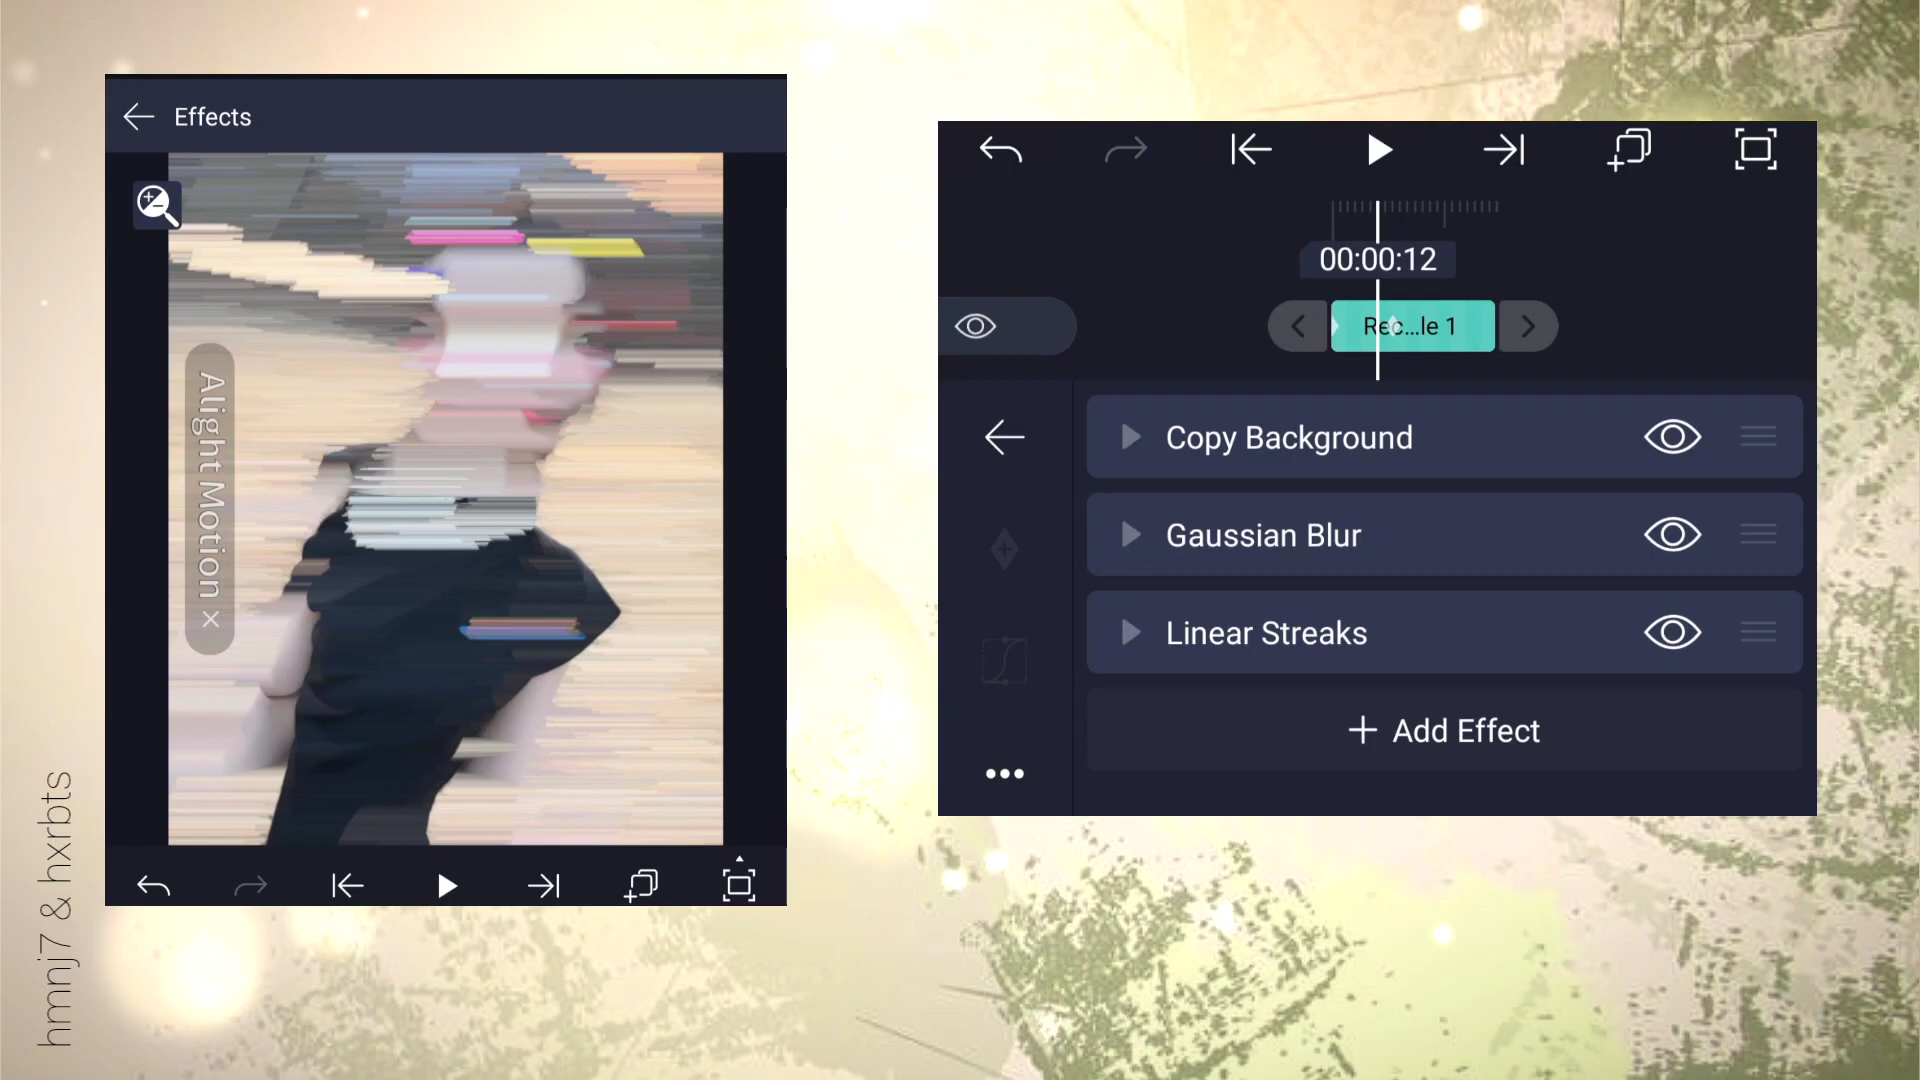 Effects
Alight Motion ×
hmnj7 & hxrbts
00:00:12
Rec...le 1
Copy Background
Gaussian Blur
Linear Streaks
+ Add Effect